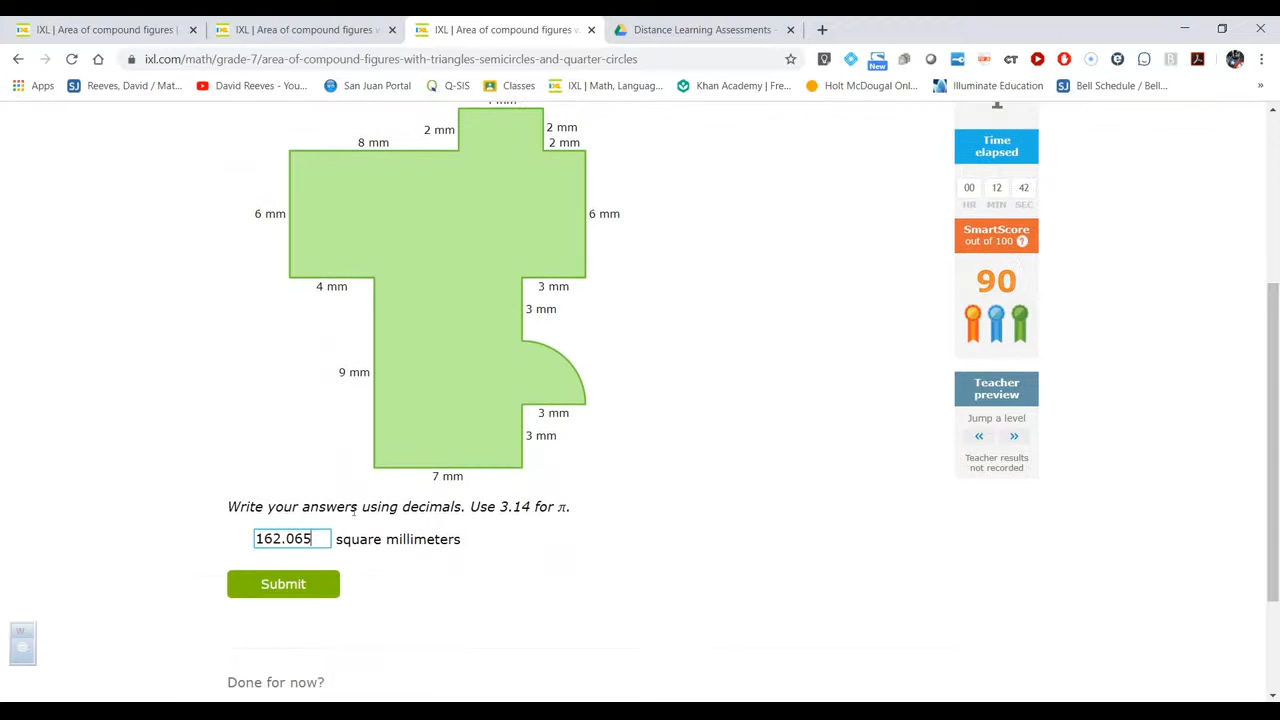 IXL | Area of compound figures |
IXL | Area of compound figures v
IXL | Area of compound figures v
Distance Learning Assessments -
ixl.com/math/grade-7/area-of-compound-figures-with-triangles-semicircles-and-quarter-circles
New
CT
Apps
Reeves, David / Mat...
David Reeves - You...
San Juan Portal
Q-SIS
Classes
IXL | Math, Languag...
Khan Academy | Fre...
Holt McDougal Onl...
Illuminate Education
Bell Schedule / Bell...
»
2 mm
2 mm
8 mm
2 mm
6 mm
6 mm
4 mm
3 mm
3 mm
9 mm
3 mm
3 mm
7 mm
Write your answers using decimals. Use 3.14 for π.
162.065 square millimeters
Submit
Done for now?
Time
elapsed
00 12 42
HR MIN SEC
SmartScore
out of 100 ?
90
Teacher
preview
Jump a level
« »
Teacher results
not recorded
W